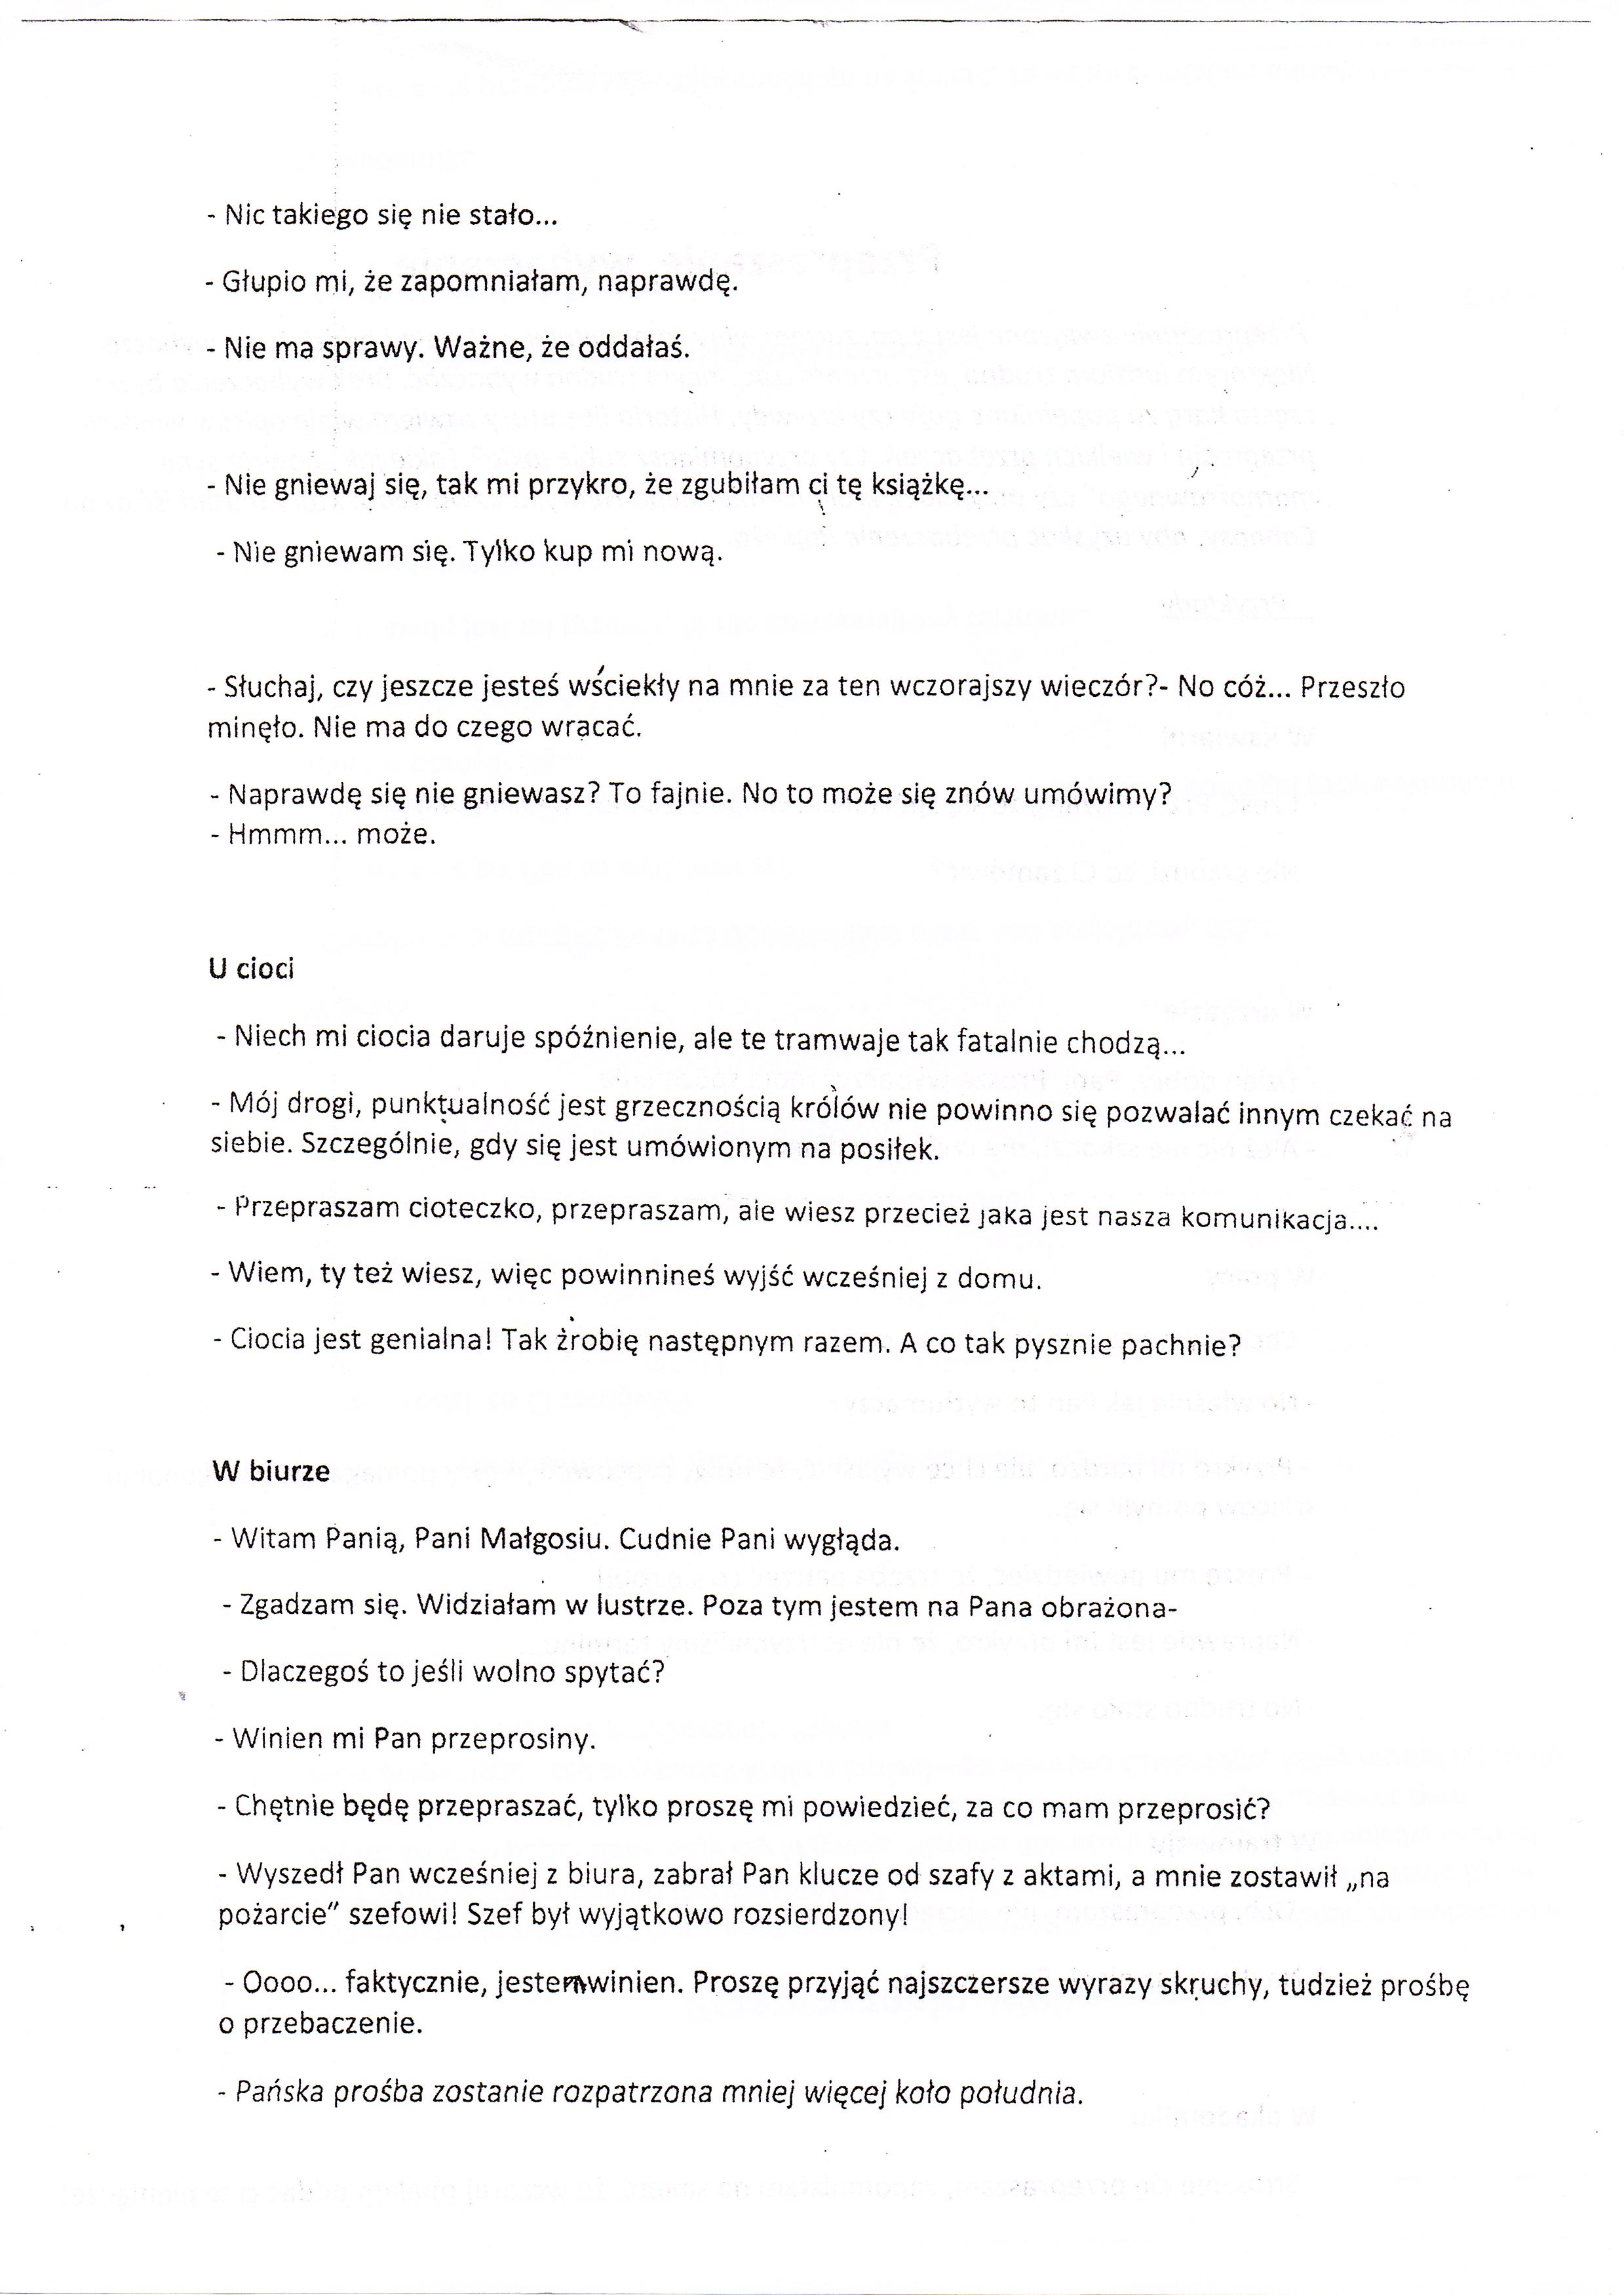 - Nic takiego się nie stało...
- Głupio mi, że zapomniałam, naprawdę.
- Nie ma sprawy. Ważne, że oddałaś.
- Nie gniewaj się, tak mi przykro, że zgubiłam ci tę książkę...
- Nie gniewam się. Tylko kup mi nową.
- Słuchaj, czy jeszcze jesteś wściekły na mnie za ten wczorajszy wieczór?- No cóż... Przeszło
minęło. Nie ma do czego wracać.
- Naprawdę się nie gniewasz? To fajnie. No to może się znów umówimy?
- Hmmm... może.
U cioci
- Niech mi ciocia daruje spóźnienie, ale te tramwaje tak fatalnie chodzą...
- Mój drogi, punktualność jest grzecznością królów nie powinno się pozwalać innym czekać na
siebie. Szczególnie, gdy się jest umówionym na posiłek.
- Przepraszam cioteczko, przepraszam, ale wiesz przecież jaka jest nasza komunikacja....
- Wiem, ty też wiesz, więc powinnineś wyjść wcześniej z domu.
- Ciocia jest genialna! Tak zrobię następnym razem. A co tak pysznie pachnie?
W biurze
- Witam Panią, Pani Małgosiu. Cudnie Pani wygłąda.
- Zgadzam się. Widziałam w lustrze. Poza tym jestem na Pana obrażona-
- Dlaczegoś to jeśli wolno spytać?
- Winien mi Pan przeprosiny.
- Chętnie będę przepraszać, tylko proszę mi powiedzieć, za co mam przeprosić?
- Wyszedł Pan wcześniej z biura, zabrał Pan klucze od szafy z aktami, a mnie zostawił „na
pożarcie" szefowi! Szef był wyjątkowo rozsierdzony!
- Oooo... faktycznie, jestem winien. Proszę przyjąć najszczersze wyrazy skruchy, tudzież prośbę
o przebaczenie.
- Pańska prośba zostanie rozpatrzona mniej więcej koło południa.